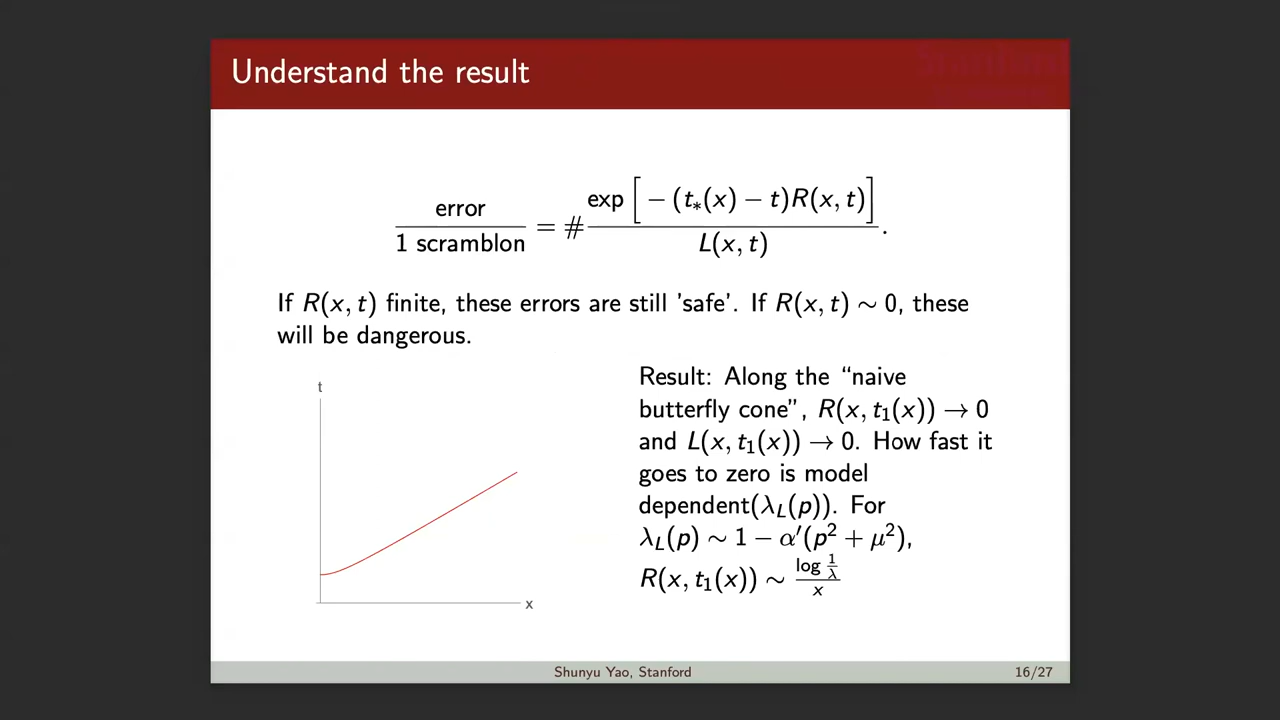 Understand the result
error / 1 scramblon = # exp[ − (t∗(x) − t)R(x, t)] / L(x, t) .
If R(x, t) finite, these errors are still 'safe'. If R(x, t) ∼ 0, these
will be dangerous.
Result: Along the “naive
butterfly cone”, R(x, t₁(x)) → 0
and L(x, t₁(x)) → 0. How fast it
goes to zero is model
dependent(λ_L(p)). For
λ_L(p) ∼ 1 − α′(p² + μ²),
R(x, t₁(x)) ∼ log 1/λ / x
t
x
Shunyu Yao, Stanford
16/27